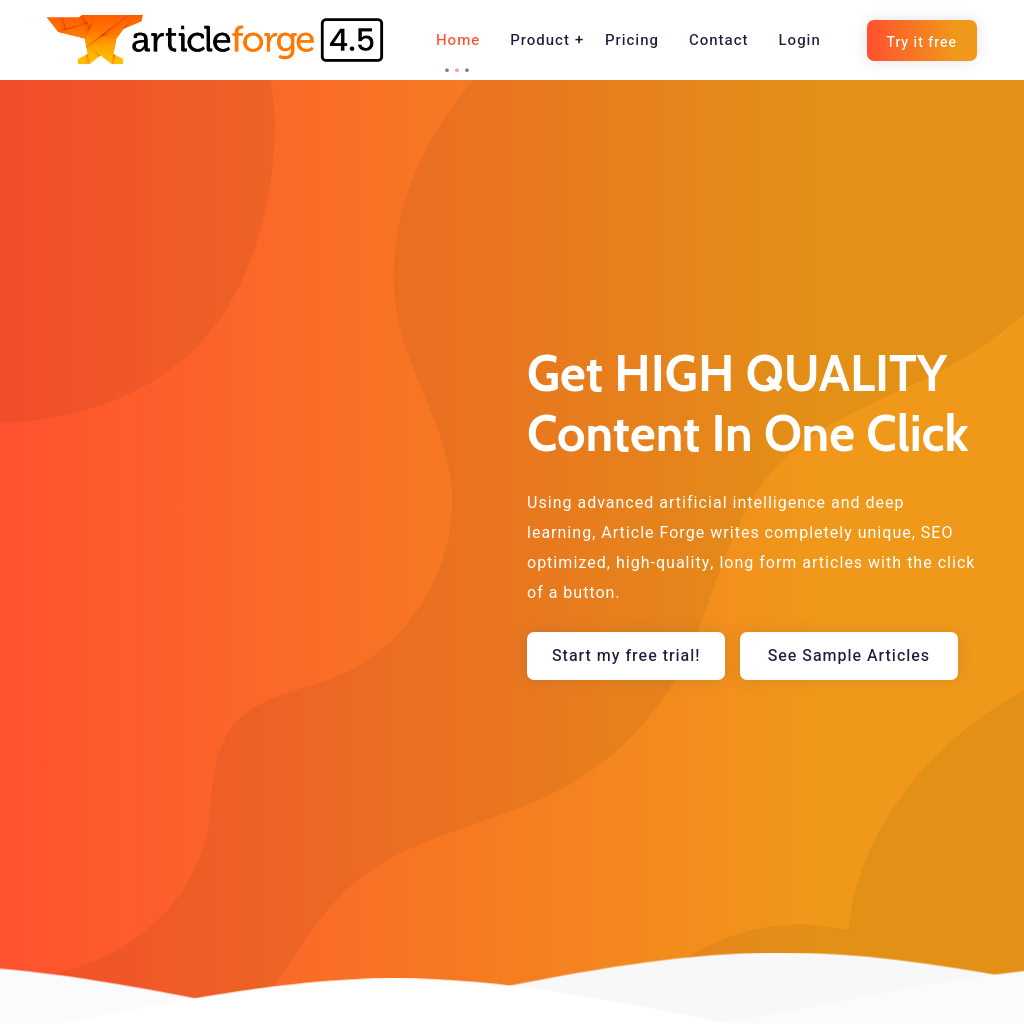 articleforge 4.5
Home Product + Pricing Contact Login Try it free
Get HIGH QUALITY
Content In One Click
Using advanced artificial intelligence and deep
learning, Article Forge writes completely unique, SEO
optimized, high-quality, long form articles with the click
of a button.
Start my free trial! See Sample Articles